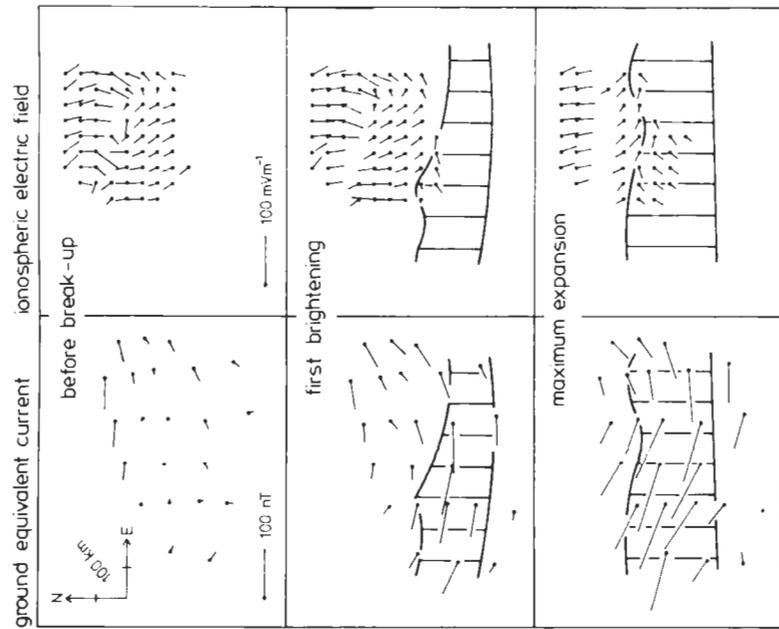 ground equivalent current
ionospheric electric field
before break-up
N
100 km
E
100 nT
100 mVm⁻¹
first brightening
maximum expansion